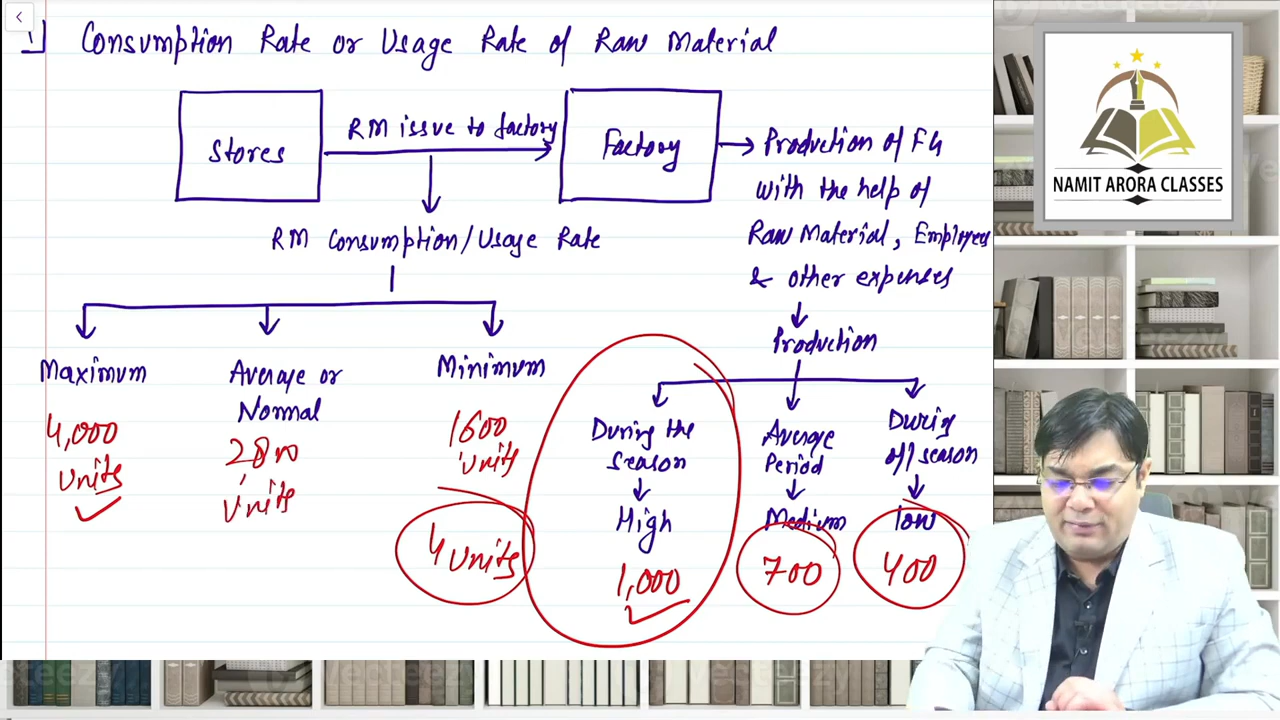 1) Consumption Rate or Usage Rate of Raw Material
Stores
RM issue to factory
Factory
Production of FG
with the help of
Raw Material, Employees
& other expenses
RM Consumption/Usage Rate
Production
Maximum
4,000
units
Average or
Normal
2800
units
Minimum
1600
units
4 units
During the
season
High
1,000
Average
Period
Medium
700
During
off season
low
400
NAMIT ARORA CLASSES